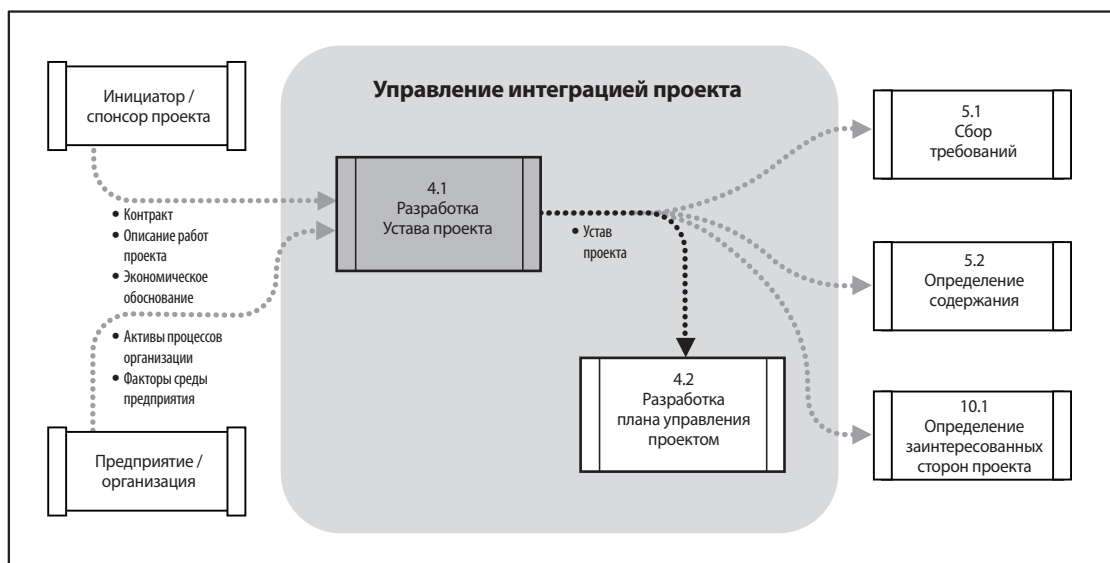 Управление интеграцией проекта
Инициатор /
спонсор проекта
• Контракт
• Описание работ
проекта
• Экономическое
обоснование
• Активы процессов
организации
• Факторы среды
предприятия
Предприятие /
организация
4.1
Разработка
Устава проекта
• Устав
проекта
4.2
Разработка
плана управления
проектом
5.1
Сбор
требований
5.2
Определение
содержания
10.1
Определение
заинтересованных
сторон проекта